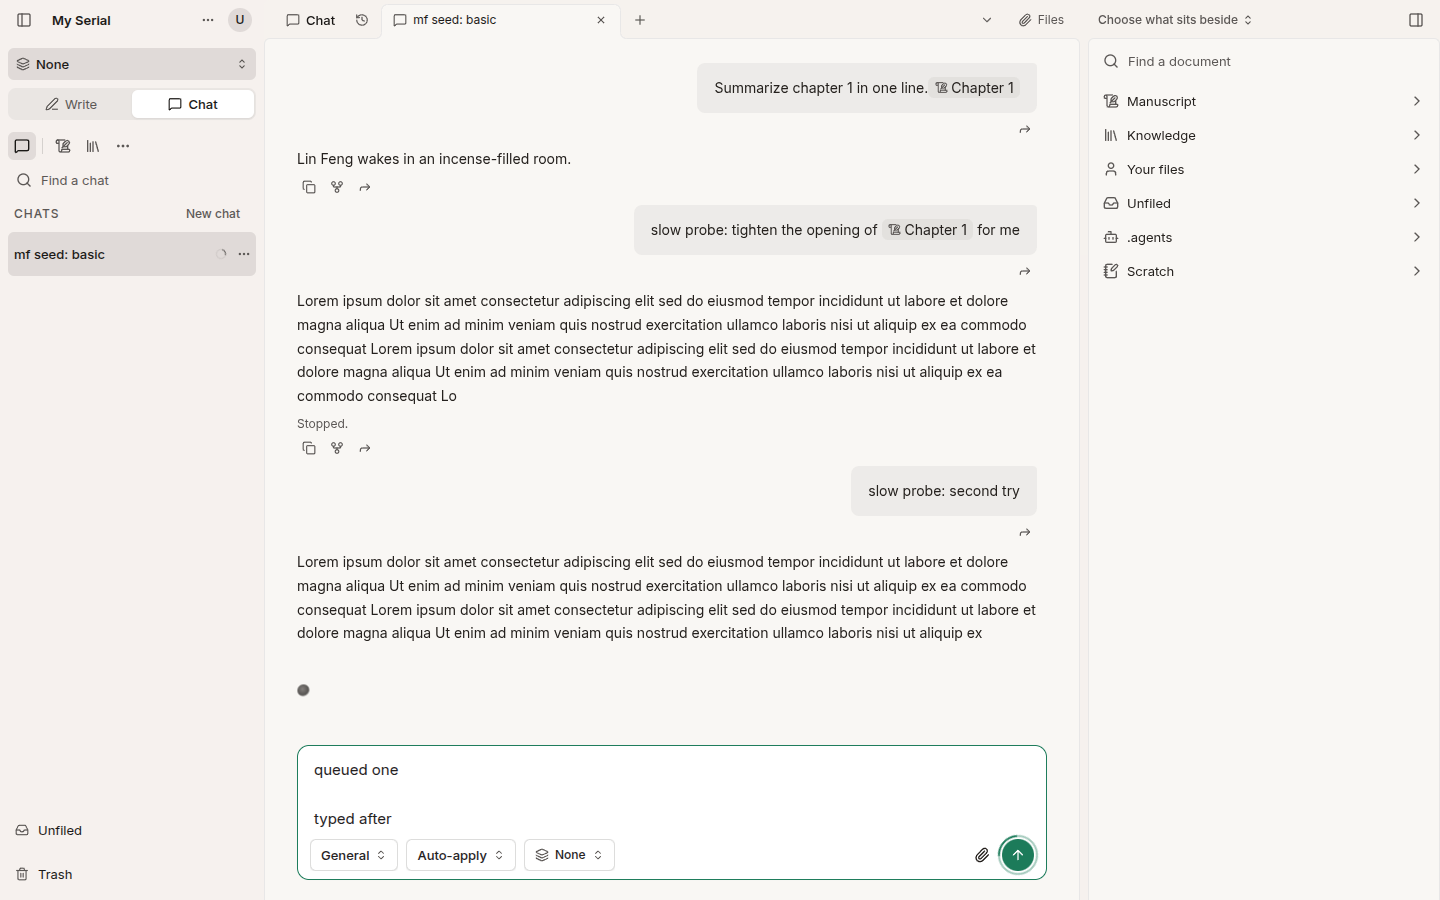 My Serial
U
None
Write
Chat
Find a chat
CHATS
New chat
mf seed: basic
Unfiled
Trash
Chat
mf seed: basic
Files
Summarize chapter 1 in one line. Chapter 1
Lin Feng wakes in an incense-filled room.
slow probe: tighten the opening of Chapter 1 for me
Lorem ipsum dolor sit amet consectetur adipiscing elit sed do eiusmod tempor incididunt ut labore et dolore
magna aliqua Ut enim ad minim veniam quis nostrud exercitation ullamco laboris nisi ut aliquip ex ea commodo
consequat Lorem ipsum dolor sit amet consectetur adipiscing elit sed do eiusmod tempor incididunt ut labore et
dolore magna aliqua Ut enim ad minim veniam quis nostrud exercitation ullamco laboris nisi ut aliquip ex ea
commodo consequat Lo
Stopped.
slow probe: second try
Lorem ipsum dolor sit amet consectetur adipiscing elit sed do eiusmod tempor incididunt ut labore et dolore
magna aliqua Ut enim ad minim veniam quis nostrud exercitation ullamco laboris nisi ut aliquip ex ea commodo
consequat Lorem ipsum dolor sit amet consectetur adipiscing elit sed do eiusmod tempor incididunt ut labore et
dolore magna aliqua Ut enim ad minim veniam quis nostrud exercitation ullamco laboris nisi ut aliquip ex
queued one
typed after
General
Auto-apply
None
Choose what sits beside
Find a document
Manuscript
Knowledge
Your files
Unfiled
.agents
Scratch